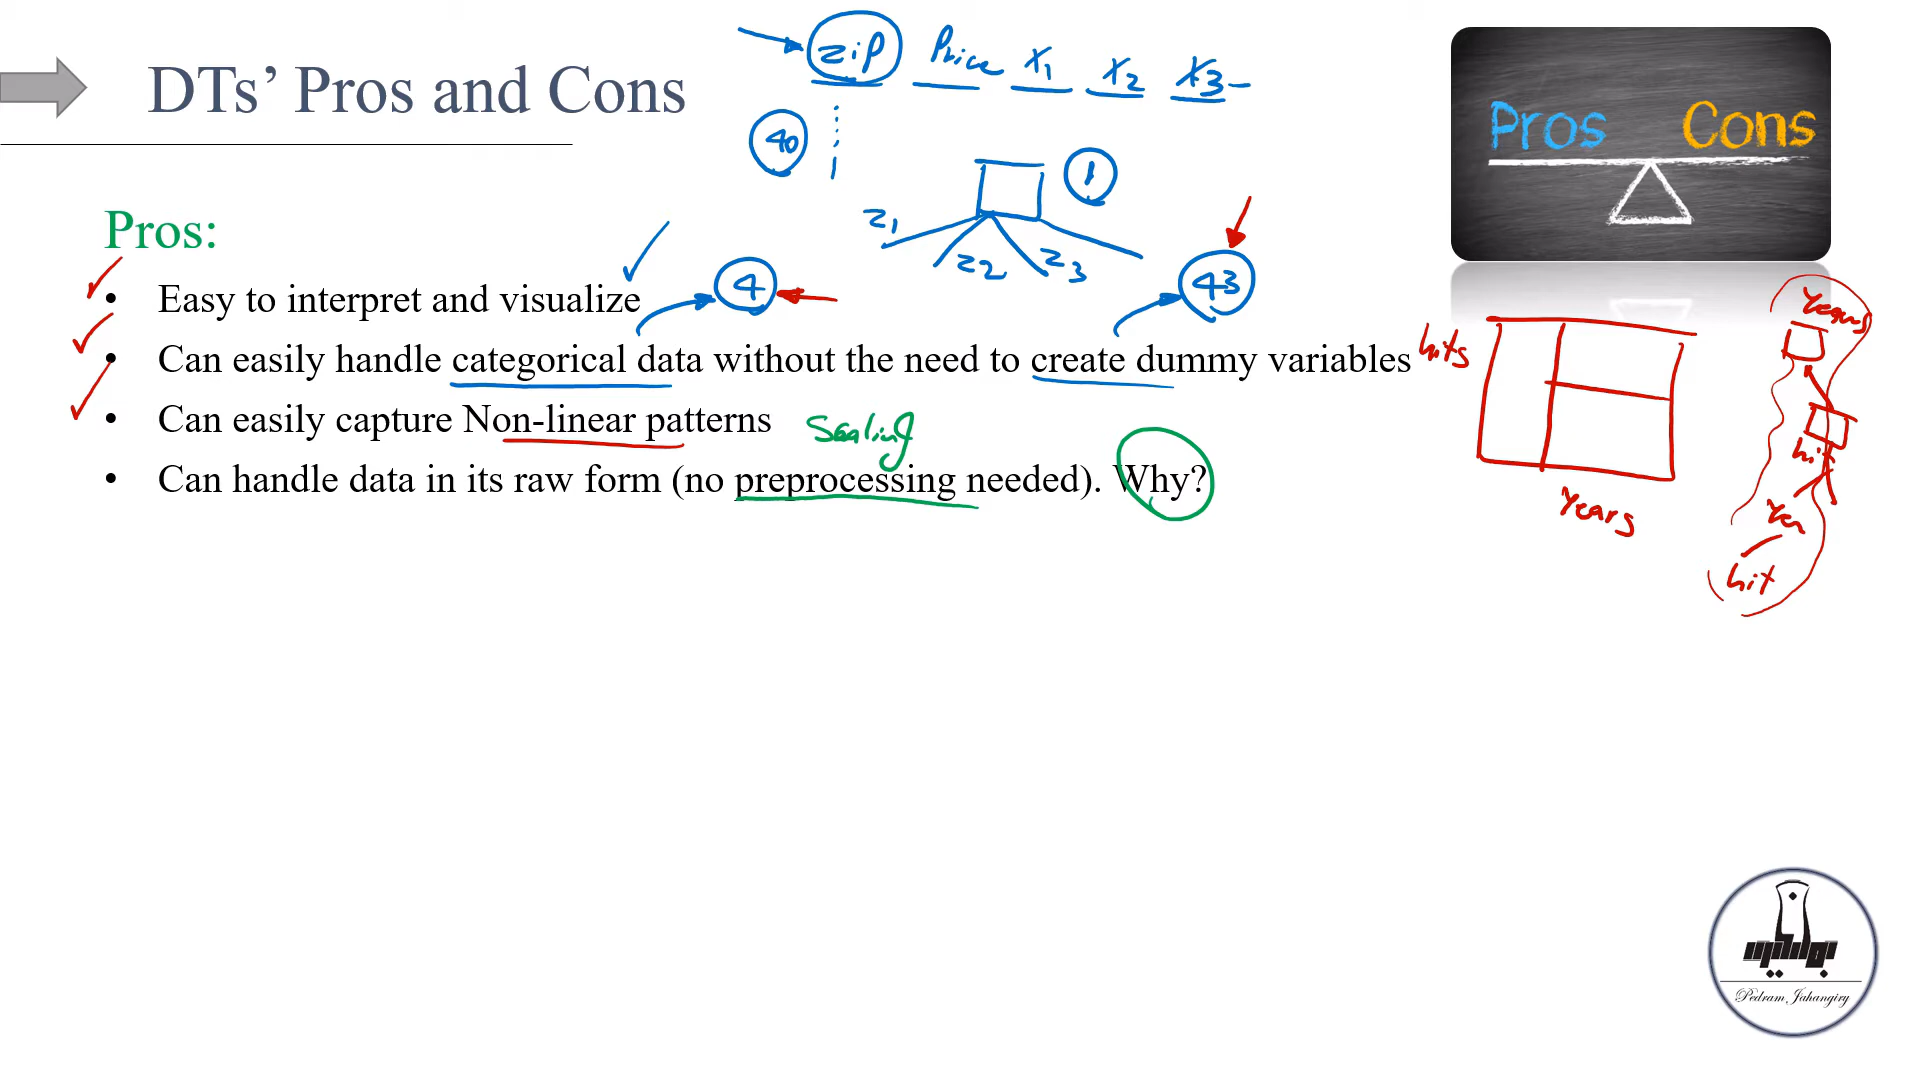 DTs’ Pros and Cons
zip Price X1 X2 X3
40
1
Z1 Z2 Z3
Pros Cons
Pros:
4
43
• Easy to interpret and visualize
• Can easily handle categorical data without the need to create dummy variables
• Can easily capture Non-linear patterns
Scaling
• Can handle data in its raw form (no preprocessing needed). Why?
hits
Years
Years
hit
hit
Pedram Jahangiry